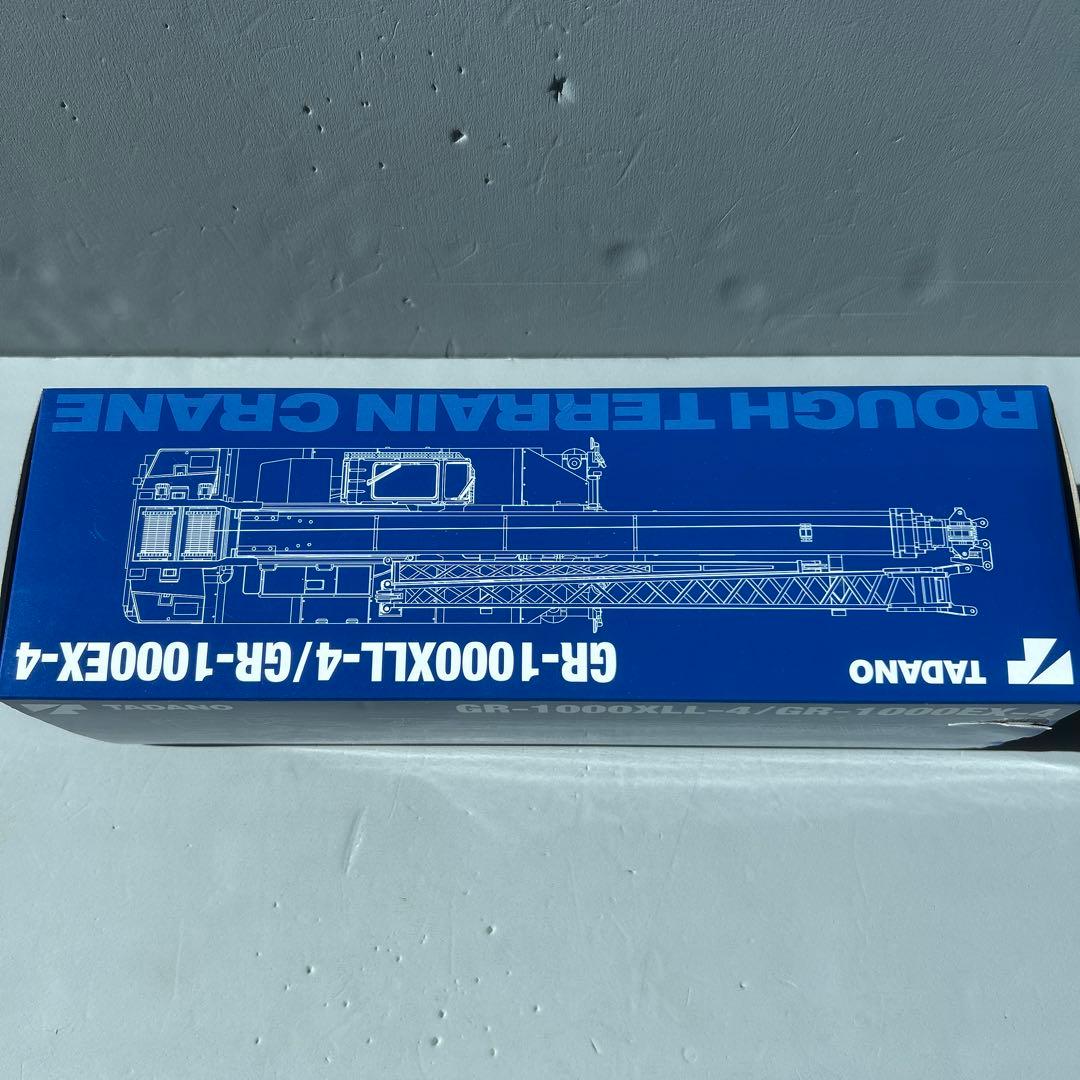 TADANO
GR-1000XLL-4/GR-1000EX-4
ROUGH TERRAIN CRANE
TADANO
GR-1000XLL-4/GR-1000EX-4